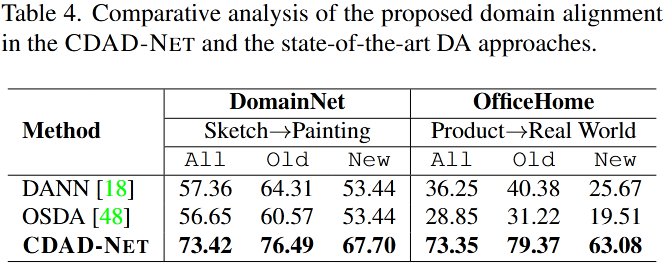 Table 4. Comparative analysis of the proposed domain alignment
in the CDAD-NET and the state-of-the-art DA approaches.
DomainNet OfficeHome
Method Sketch→Painting Product→Real World
All Old New All Old New
DANN [18] 57.36 64.31 53.44 36.25 40.38 25.67
OSDA [48] 56.65 60.57 53.44 28.85 31.22 19.51
CDAD-NET 73.42 76.49 67.70 73.35 79.37 63.08